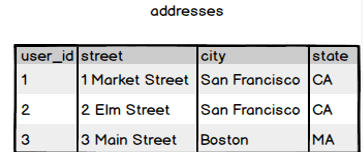 addresses
user_id street city state
1 1 Market Street San Francisco CA
2 2 Elm Street San Francisco CA
3 3 Main Street Boston MA